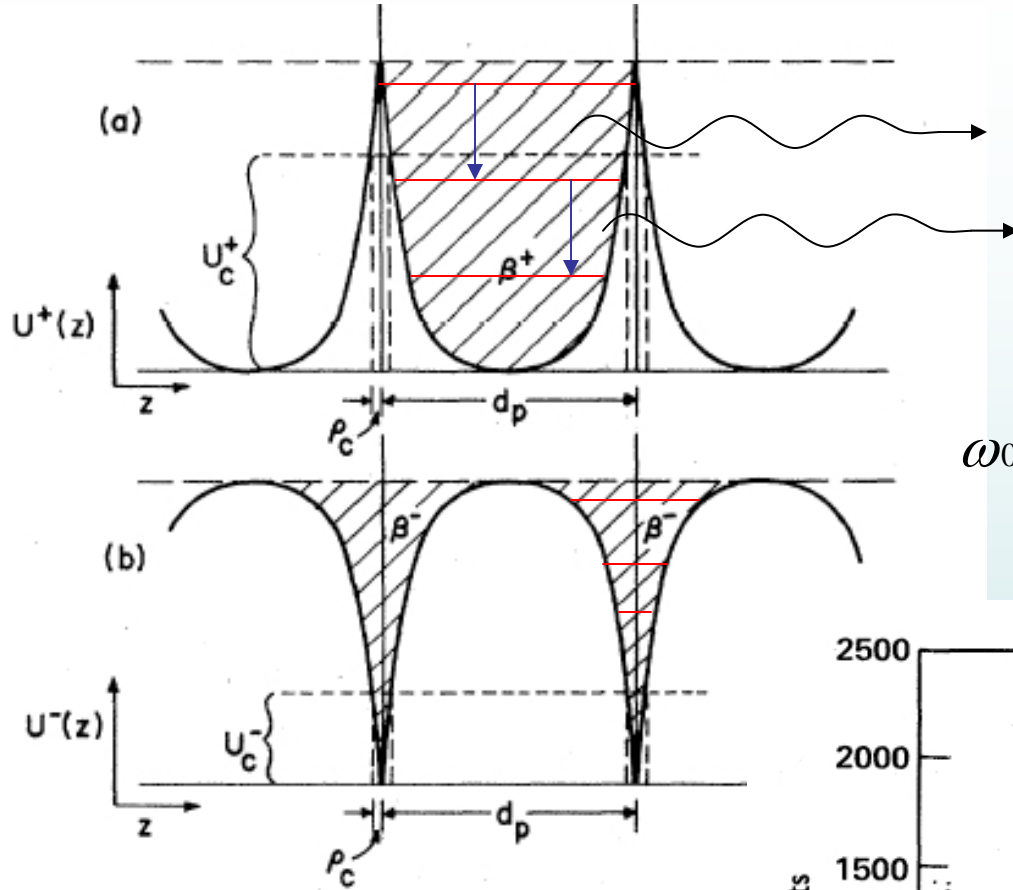 (a)
U_c^+
β^+
U^+(z)
z
ρ_c
d_p
ω_0
β^-
β^-
(b)
U^-(z)
U_c^-
z
d_p
ρ_c
2500
2000
1500